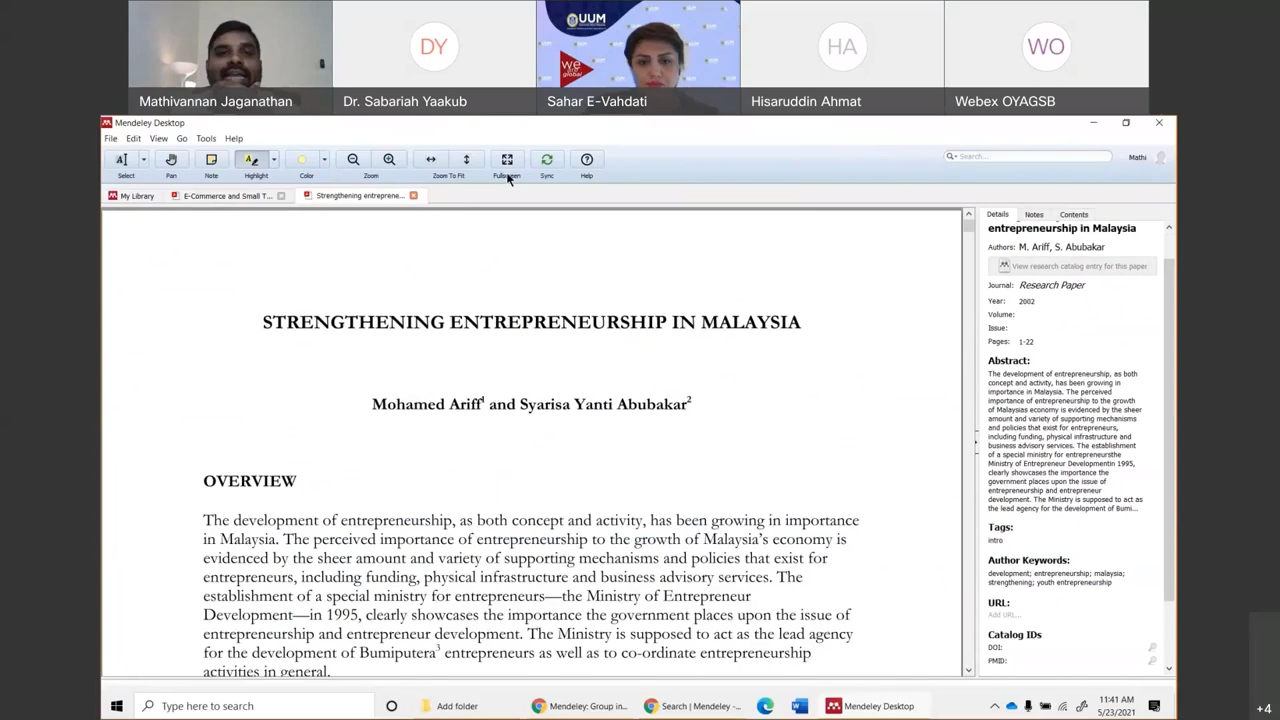 UUM
we
are
global
DY
HA
WO
Mathivannan Jaganathan
Dr. Sabariah Yaakub
Sahar E-Vahdati
Hisaruddin Ahmat
Webex OYAGSB
Mendeley Desktop
File Edit View Go Tools Help
Search...
Mathi
Select Pan Note Highlight Color Zoom Zoom To Fit Fullscreen Sync Help
My Library
E-Commerce and Small T...
Strengthening entreprene...
STRENGTHENING ENTREPRENEURSHIP IN MALAYSIA
Mohamed Ariff1 and Syarisa Yanti Abubakar2
OVERVIEW
The development of entrepreneurship, as both concept and activity, has been growing in importance
in Malaysia. The perceived importance of entrepreneurship to the growth of Malaysia's economy is
evidenced by the sheer amount and variety of supporting mechanisms and policies that exist for
entrepreneurs, including funding, physical infrastructure and business advisory services. The
establishment of a special ministry for entrepreneurs—the Ministry of Entrepreneur
Development—in 1995, clearly showcases the importance the government places upon the issue of
entrepreneurship and entrepreneur development. The Ministry is supposed to act as the lead agency
for the development of Bumiputera3 entrepreneurs as well as to co-ordinate entrepreneurship
activities in general.
Details Notes Contents
entrepreneurship in Malaysia
Authors: M. Ariff, S. Abubakar
View research catalog entry for this paper
Journal: Research Paper
Year: 2002
Volume:
Issue:
Pages: 1-22
Abstract:
The development of entrepreneurship, as both
concept and activity, has been growing in
importance in Malaysia. The perceived
importance of entrepreneurship to the growth
of Malaysias economy is evidenced by the sheer
amount and variety of supporting mechanisms
and policies that exist for entrepreneurs,
including funding, physical infrastructure and
business advisory services. The establishment
of a special ministry for entrepreneursthe
Ministry of Entrepreneur Developmentin 1995,
clearly showcases the importance the
government places upon the issue of
entrepreneurship and entrepreneur
development. The Ministry is supposed to act as
the lead agency for the development of Bumi...
Tags:
intro
Author Keywords:
development; entrepreneurship; malaysia;
strengthening; youth entrepreneurship
URL:
Add URL...
Catalog IDs
DOI:
PMID:
Type here to search
Add folder
Mendeley: Group in...
Search | Mendeley -...
Mendeley Desktop
11:41 AM
5/23/2021
+4